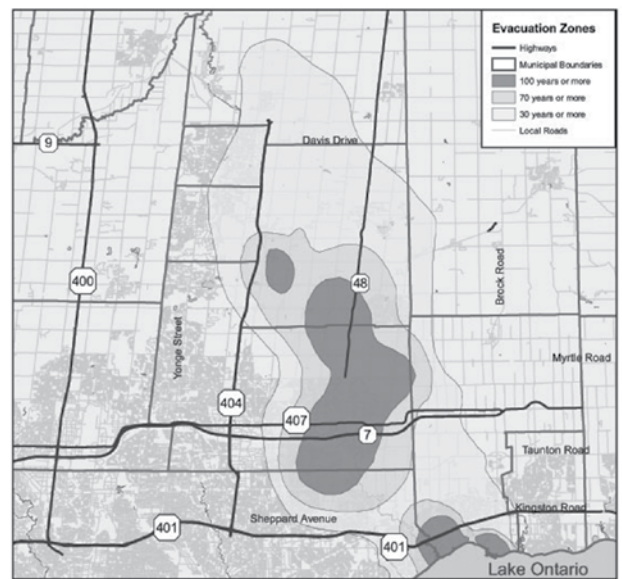 Evacuation Zones
Highways
Municipal Boundaries
100 years or more
70 years or more
30 years or more
Local Roads
9
Davis Drive
400
48
Brock Road
Yonge Street
Myrtle Road
404
407
7
Taunton Road
Kingston Road
Sheppard Avenue
401
401
Lake Ontario